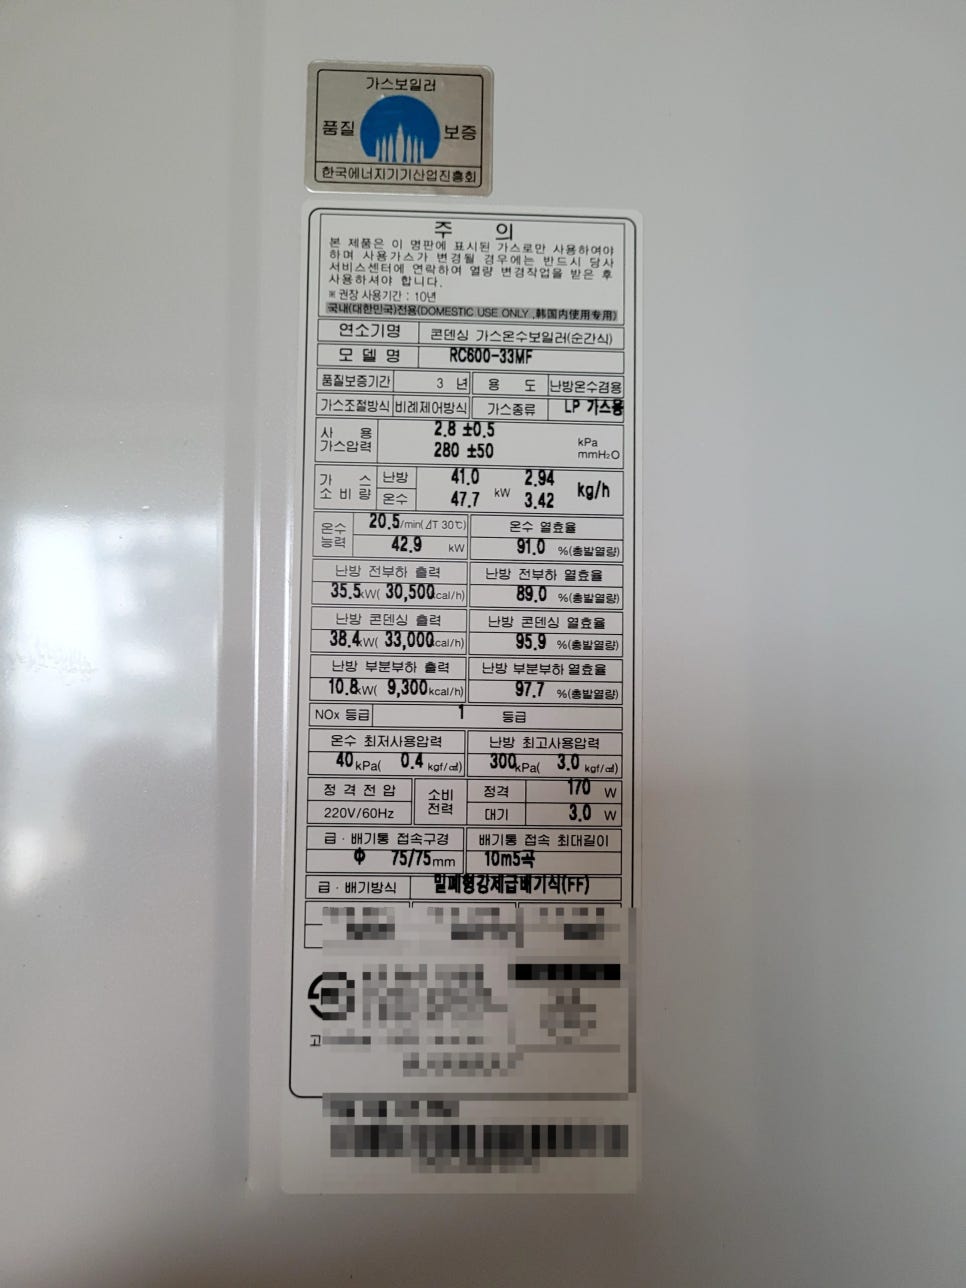 가스보일러
품질 보증
한국에너지기기산업진흥회
주 의
본 제품은 이 명판에 표시된 가스로만 사용하여야
하며 사용가스가 변경될 경우에는 반드시 당사
서비스센터에 연락하여 열량 변경작업을 받은 후
사용하셔야 합니다.
※ 권장 사용기간 : 10년
국내(대한민국)전용(DOMESTIC USE ONLY ,韩国内使用专用)
연소기명 콘덴싱 가스온수보일러(순간식)
모 델 명 RC600-33MF
품질보증기간 3 년 용 도 난방온수겸용
가스조절방식 비례제어방식 가스종류 LP 가스용
사 용 가스압력 2.8 ±0.5 kPa
280 ±50 mmH₂O
가 스 소 비 량 난방 41.0 kW 2.94 kg/h
온수 47.7 3.42
온수 능력 20.5/min(⊿T 30℃) 온수 열효율
42.9 kW 91.0 %(총발열량)
난방 전부하 출력 난방 전부하 열효율
35.5kW( 30,500kcal/h) 89.0 %(총발열량)
난방 콘덴싱 출력 난방 콘덴싱 열효율
38.4kW( 33,000kcal/h) 95.9 %(총발열량)
난방 부분부하 출력 난방 부분부하 열효율
10.8kW( 9,300kcal/h) 97.7 %(총발열량)
NOx 등급 1 등급
온수 최저사용압력 난방 최고사용압력
40kPa( 0.4 kgf/㎠) 300kPa( 3.0 kgf/㎠)
정 격 전 압 소비 전력 정격 170 W
220V/60Hz 대기 3.0 W
급 · 배기통 접속구경 배기통 접속 최대길이
Φ 75/75mm 10m5곡
급 · 배기방식 밀폐형강제급배기식(FF)
고